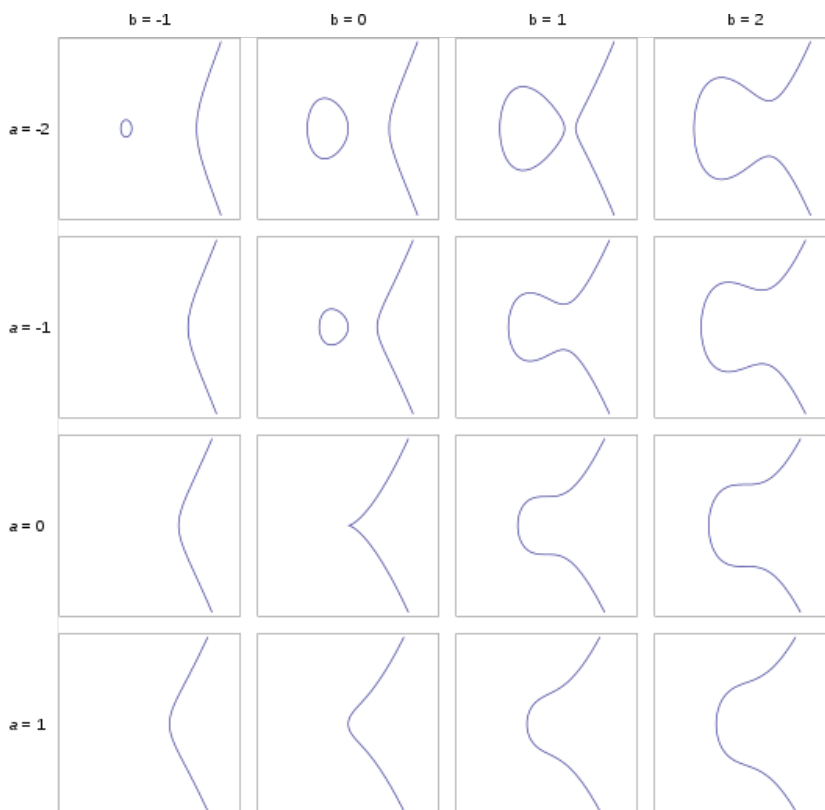 b = -1 b = 0 b = 1 b = 2
a = -2
a = -1
a = 0
a = 1